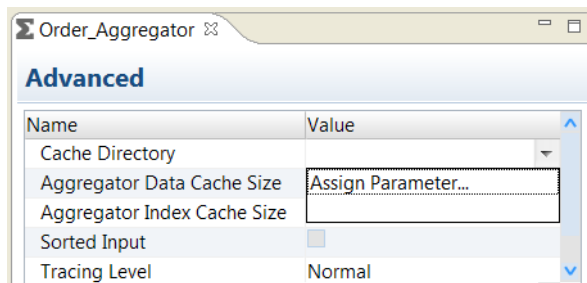 Order_Aggregator
Advanced
Name Value
Cache Directory
Aggregator Data Cache Size Assign Parameter...
Aggregator Index Cache Size
Sorted Input
Tracing Level Normal